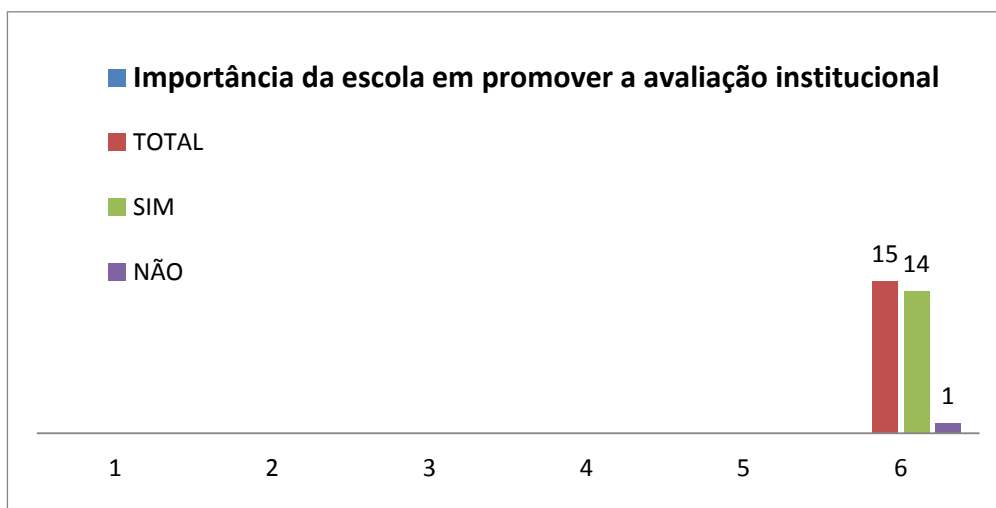 Importância da escola em promover a avaliação institucional
TOTAL
SIM
NÃO
15 14
1
1 2 3 4 5 6